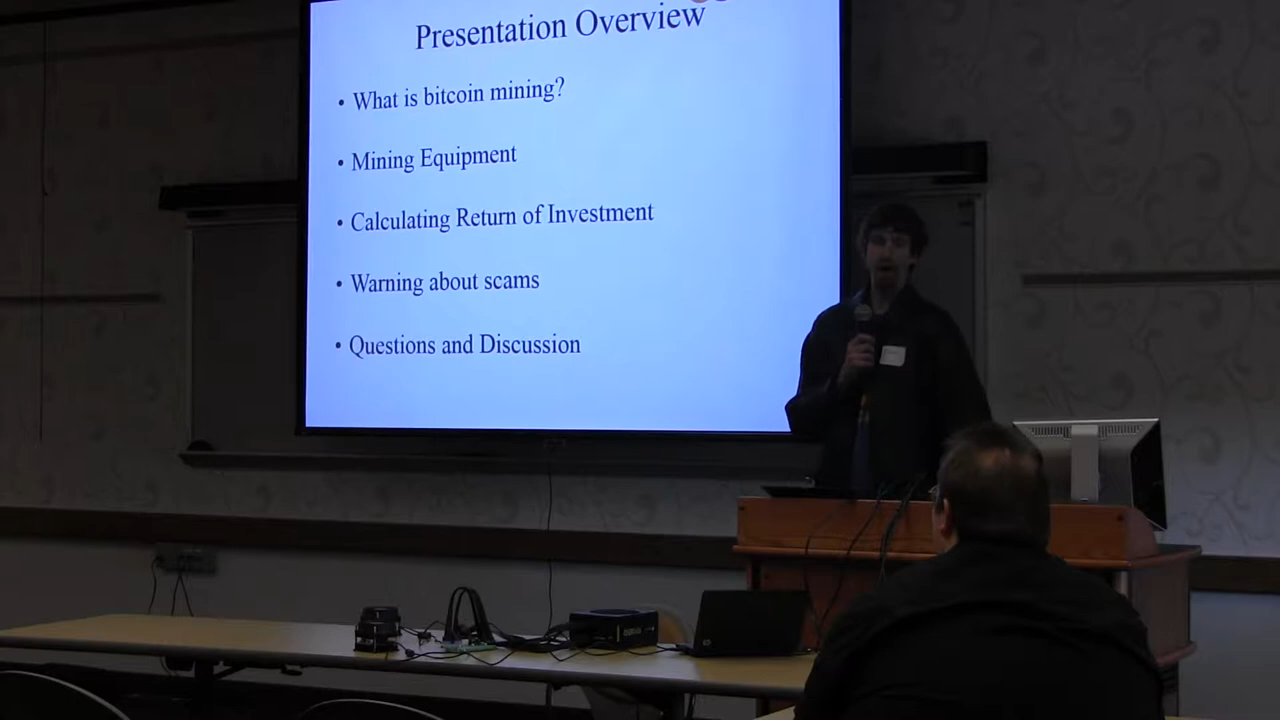 Presentation Overview
• What is bitcoin mining?
• Mining Equipment
• Calculating Return of Investment
• Warning about scams
• Questions and Discussion